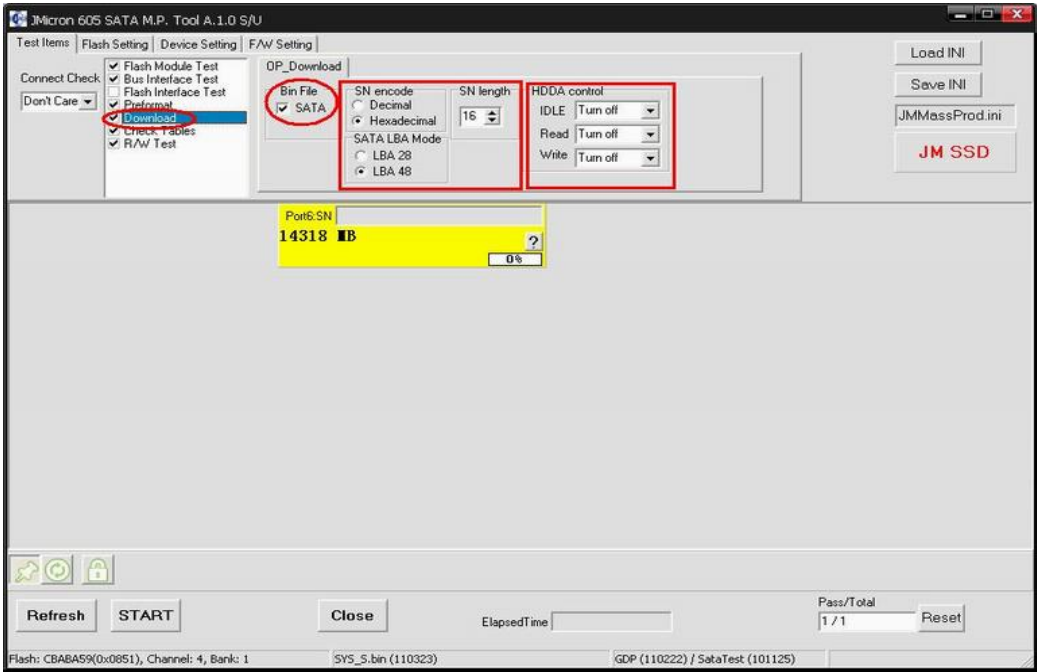 JMicron 605 SATA M.P. Tool A.1.0 S/U
Test Items Flash Setting Device Setting F/W Setting
Connect Check
Don't Care
Flash Module Test
Bus Interface Test
Flash Interface Test
Preformat
Download
Check Tables
R/W Test
OP_Download
Bin File
SATA
SN encode
Decimal
Hexadecimal
SATA LBA Mode
LBA 28
LBA 48
SN length
16
HDDA control
IDLE Turn off
Read Turn off
Write Turn off
Load INI
Save INI
JMMassProd.ini
JM SSD
Port6:SN
14318 MB
?
0%
Refresh START Close ElapsedTime
Pass/Total
1 / 1 Reset
Flash: CBABA59(0x0851), Channel: 4, Bank: 1 SYS_S.bin (110323) GDP (110222) / SataTest (101125)